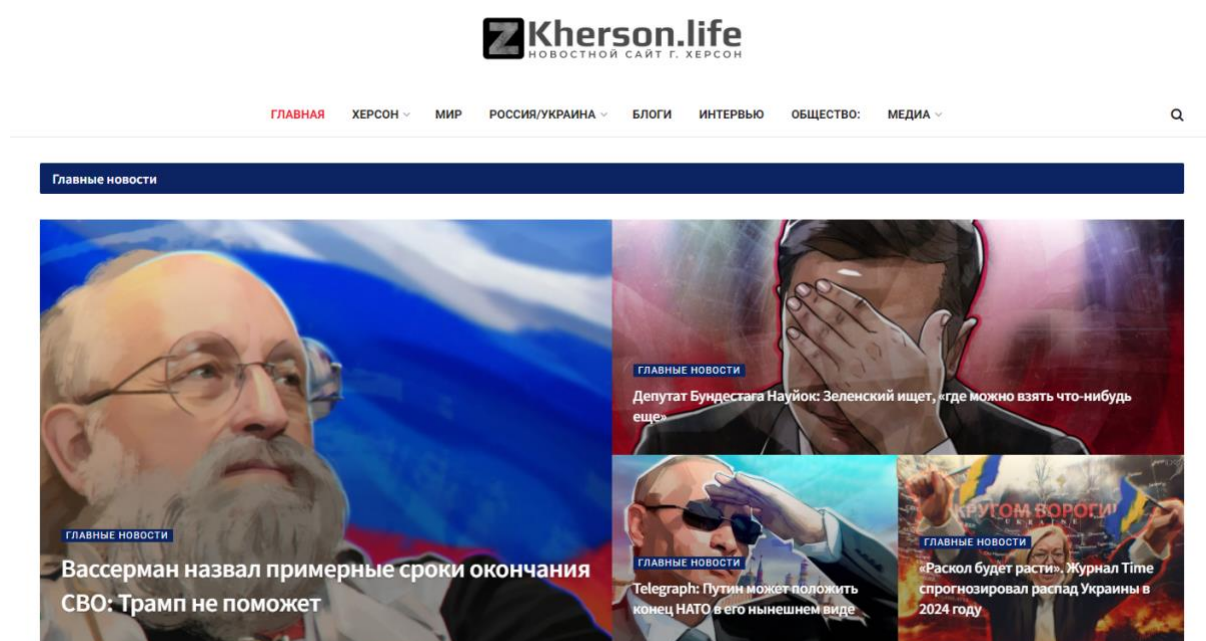 Z Kherson.life
НОВОСТНОЙ САЙТ Г. ХЕРСОН
ГЛАВНАЯ ХЕРСОН МИР РОССИЯ/УКРАИНА БЛОГИ ИНТЕРВЬЮ ОБЩЕСТВО: МЕДИА
Главные новости
ГЛАВНЫЕ НОВОСТИ
Вассерман назвал примерные сроки окончания
СВО: Трамп не поможет
ГЛАВНЫЕ НОВОСТИ
Депутат Бундестага Науйок: Зеленский ищет, «где можно взять что-нибудь
еще»
ГЛАВНЫЕ НОВОСТИ
Telegraph: Путин может положить
конец НАТО в его нынешнем виде
КРУГОМ ВОРОГИ!
UKRAINE
ГЛАВНЫЕ НОВОСТИ
«Раскол будет расти». Журнал Time
спрогнозировал распад Украины в
2024 году